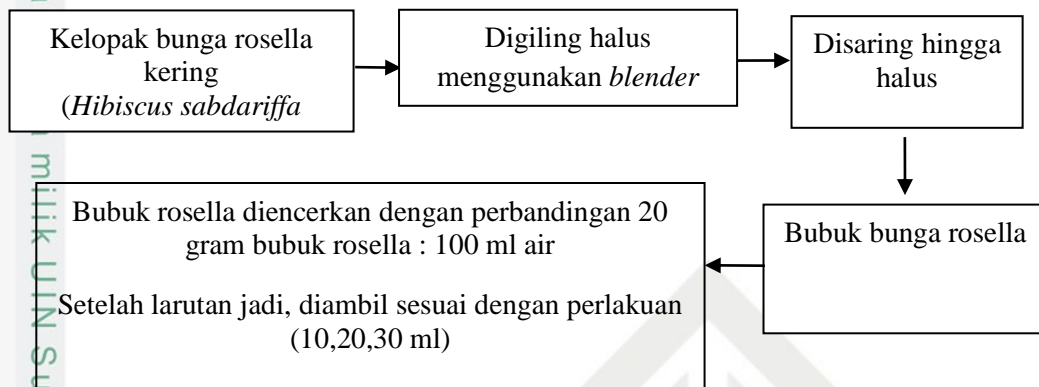 Kelopak bunga rosella
kering
(Hibiscus sabdariffa
Digiling halus
menggunakan blender
Disaring hingga
halus
Bubuk bunga rosella
Bubuk rosella diencerkan dengan perbandingan 20
gram bubuk rosella : 100 ml air
Setelah larutan jadi, diambil sesuai dengan perlakuan
(10,20,30 ml)
milik UIN